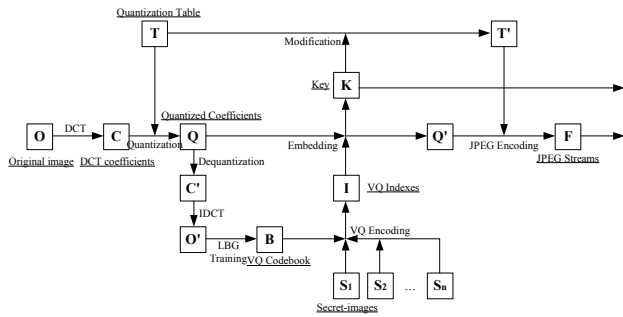 Quantization Table
T
T'
Modification
Key
K
Quantized Coefficients
O
DCT
C
Quantization
Q
Embedding
Q'
JPEG Encoding
F
Original image
DCT coefficients
JPEG Streams
Dequantization
C'
I
VQ Indexes
IDCT
O'
LBG
Training
B
VQ Codebook
VQ Encoding
S1
S2
...
Sn
Secret-images